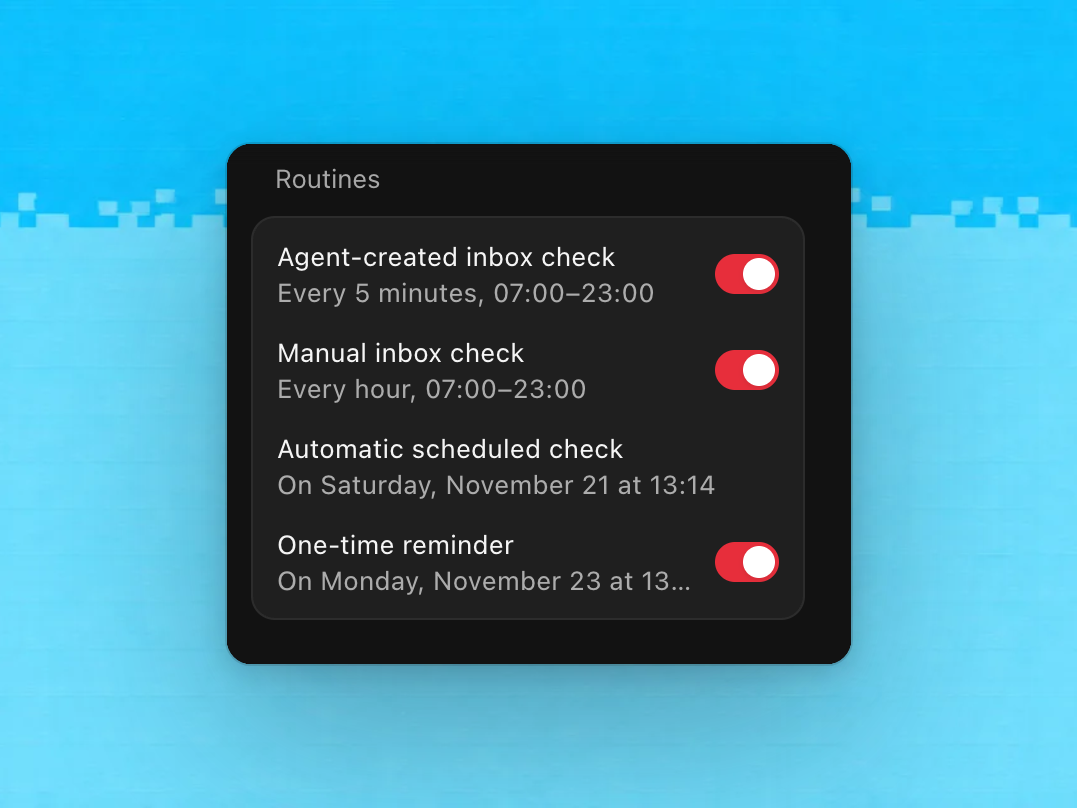 Routines
Agent-created inbox check
Every 5 minutes, 07:00–23:00
Manual inbox check
Every hour, 07:00–23:00
Automatic scheduled check
On Saturday, November 21 at 13:14
One-time reminder
On Monday, November 23 at 13...